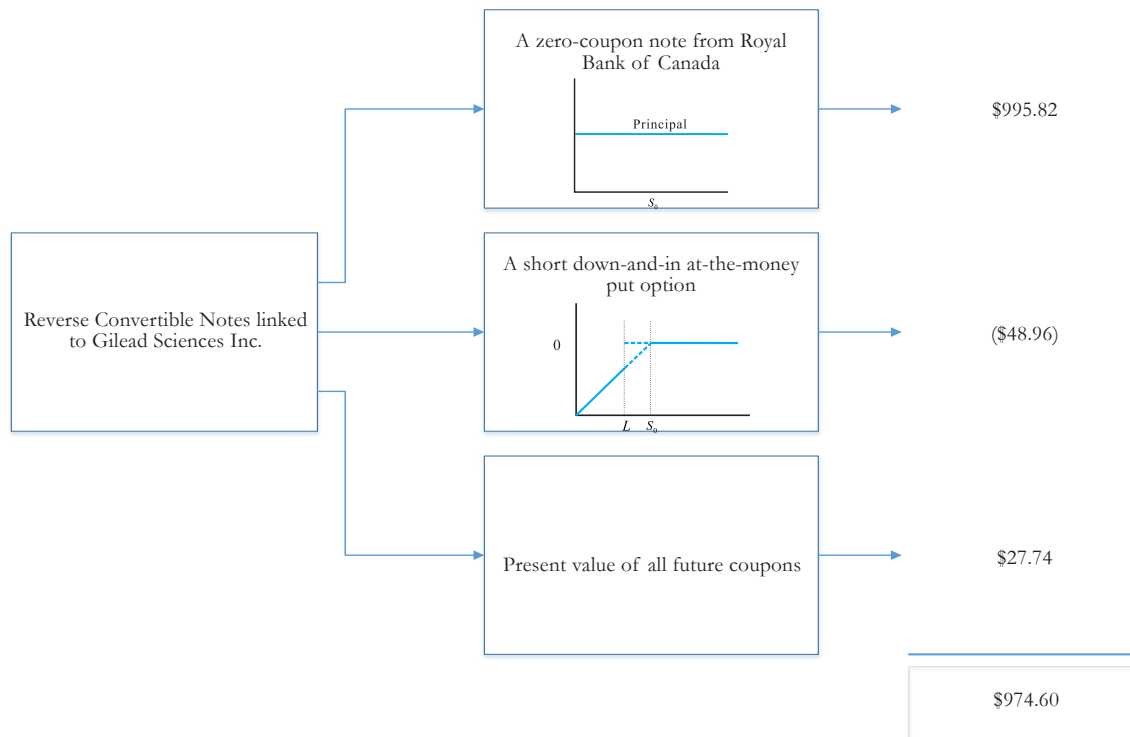 A zero-coupon note from Royal
Bank of Canada
Principal
S₀
$995.82
Reverse Convertible Notes linked
to Gilead Sciences Inc.
A short down-and-in at-the-money
put option
0
L S₀
($48.96)
Present value of all future coupons
$27.74
$974.60